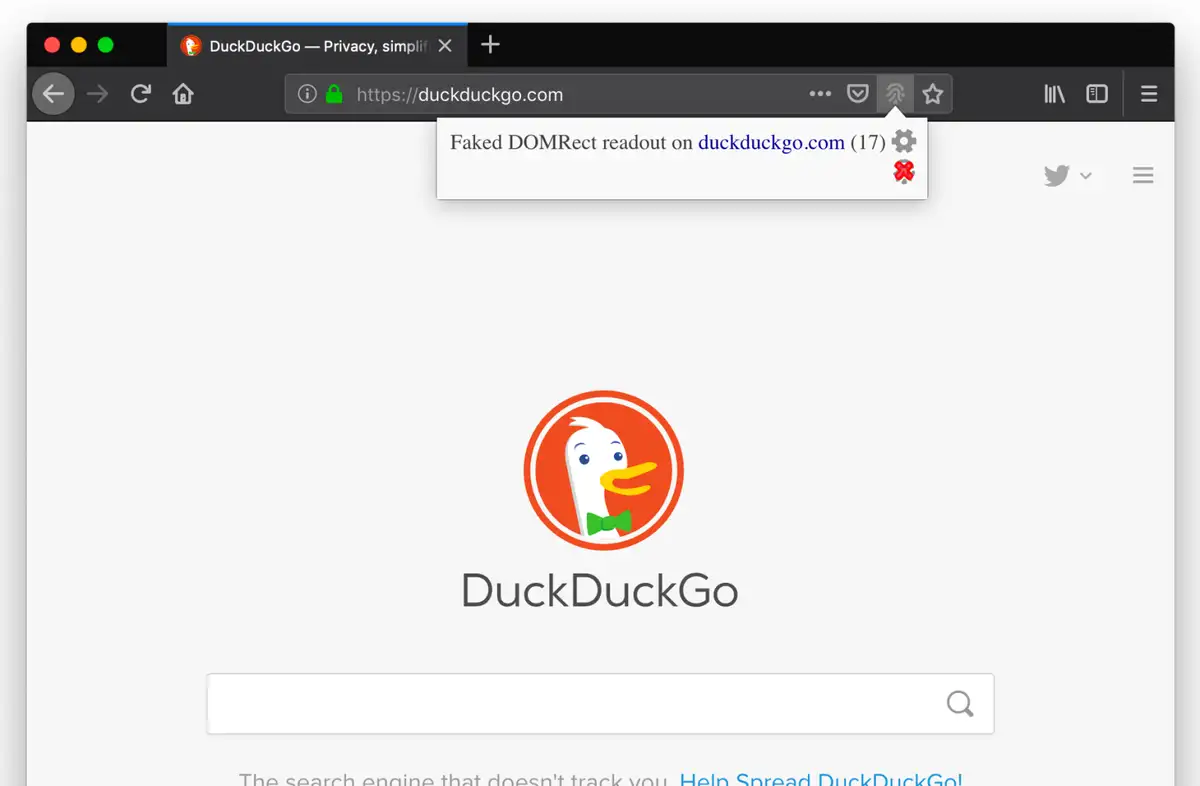 DuckDuckGo — Privacy, simplif
https://duckduckgo.com
Faked DOMRect readout on duckduckgo.com (17)
DuckDuckGo
The search engine that doesn't track you. Help Spread DuckDuckGo!